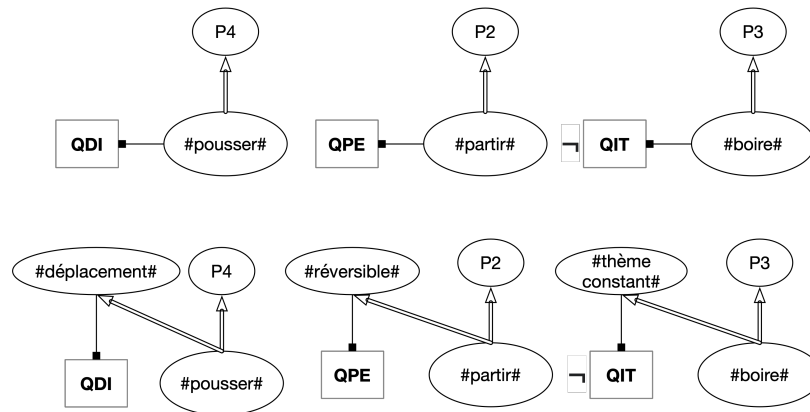 P4 P2 P3
QDI #pousser# QPE #partir# ¬ QIT #boire#
#déplacement# P4 #réversible# P2 #thème constant# P3
QDI #pousser# QPE #partir# ¬ QIT #boire#